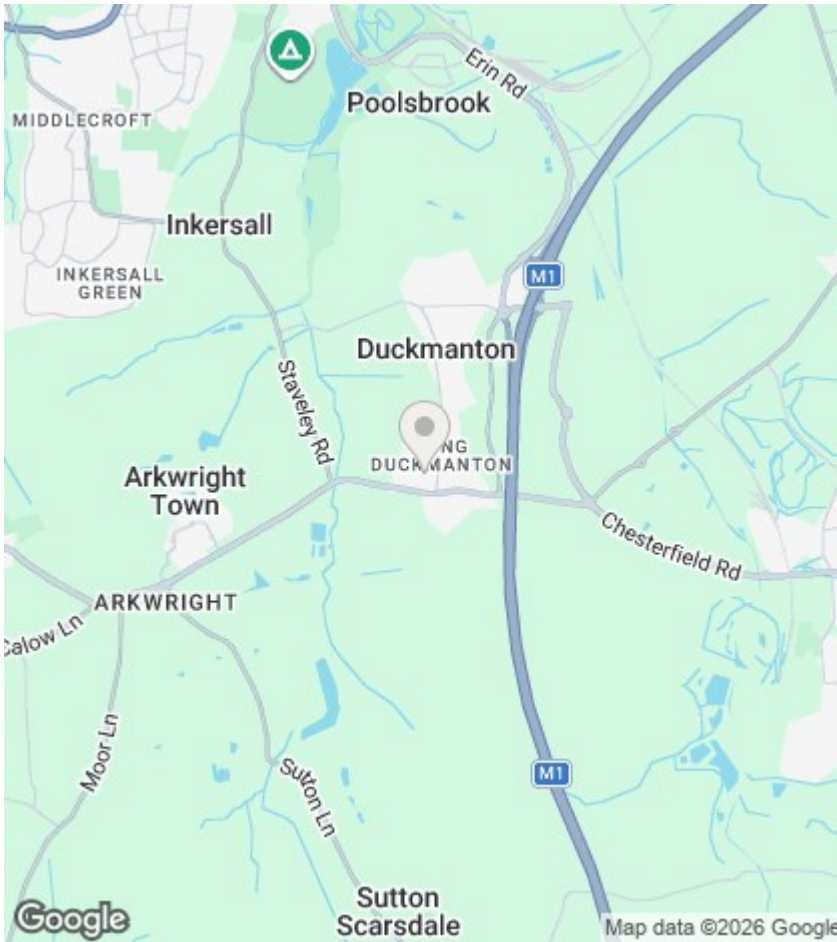 Erin Rd
Poolsbrook
MIDDLECROFT
Inkersall
INKERSALL
GREEN
M1
Duckmanton
Staveley Rd
NG
DUCKMANTON
Arkwright
Town
Chesterfield Rd
ARKWRIGHT
Calow Ln
Moor Ln
Sutton Ln
M1
Sutton
Scarsdale
Google
Map data ©2026 Google